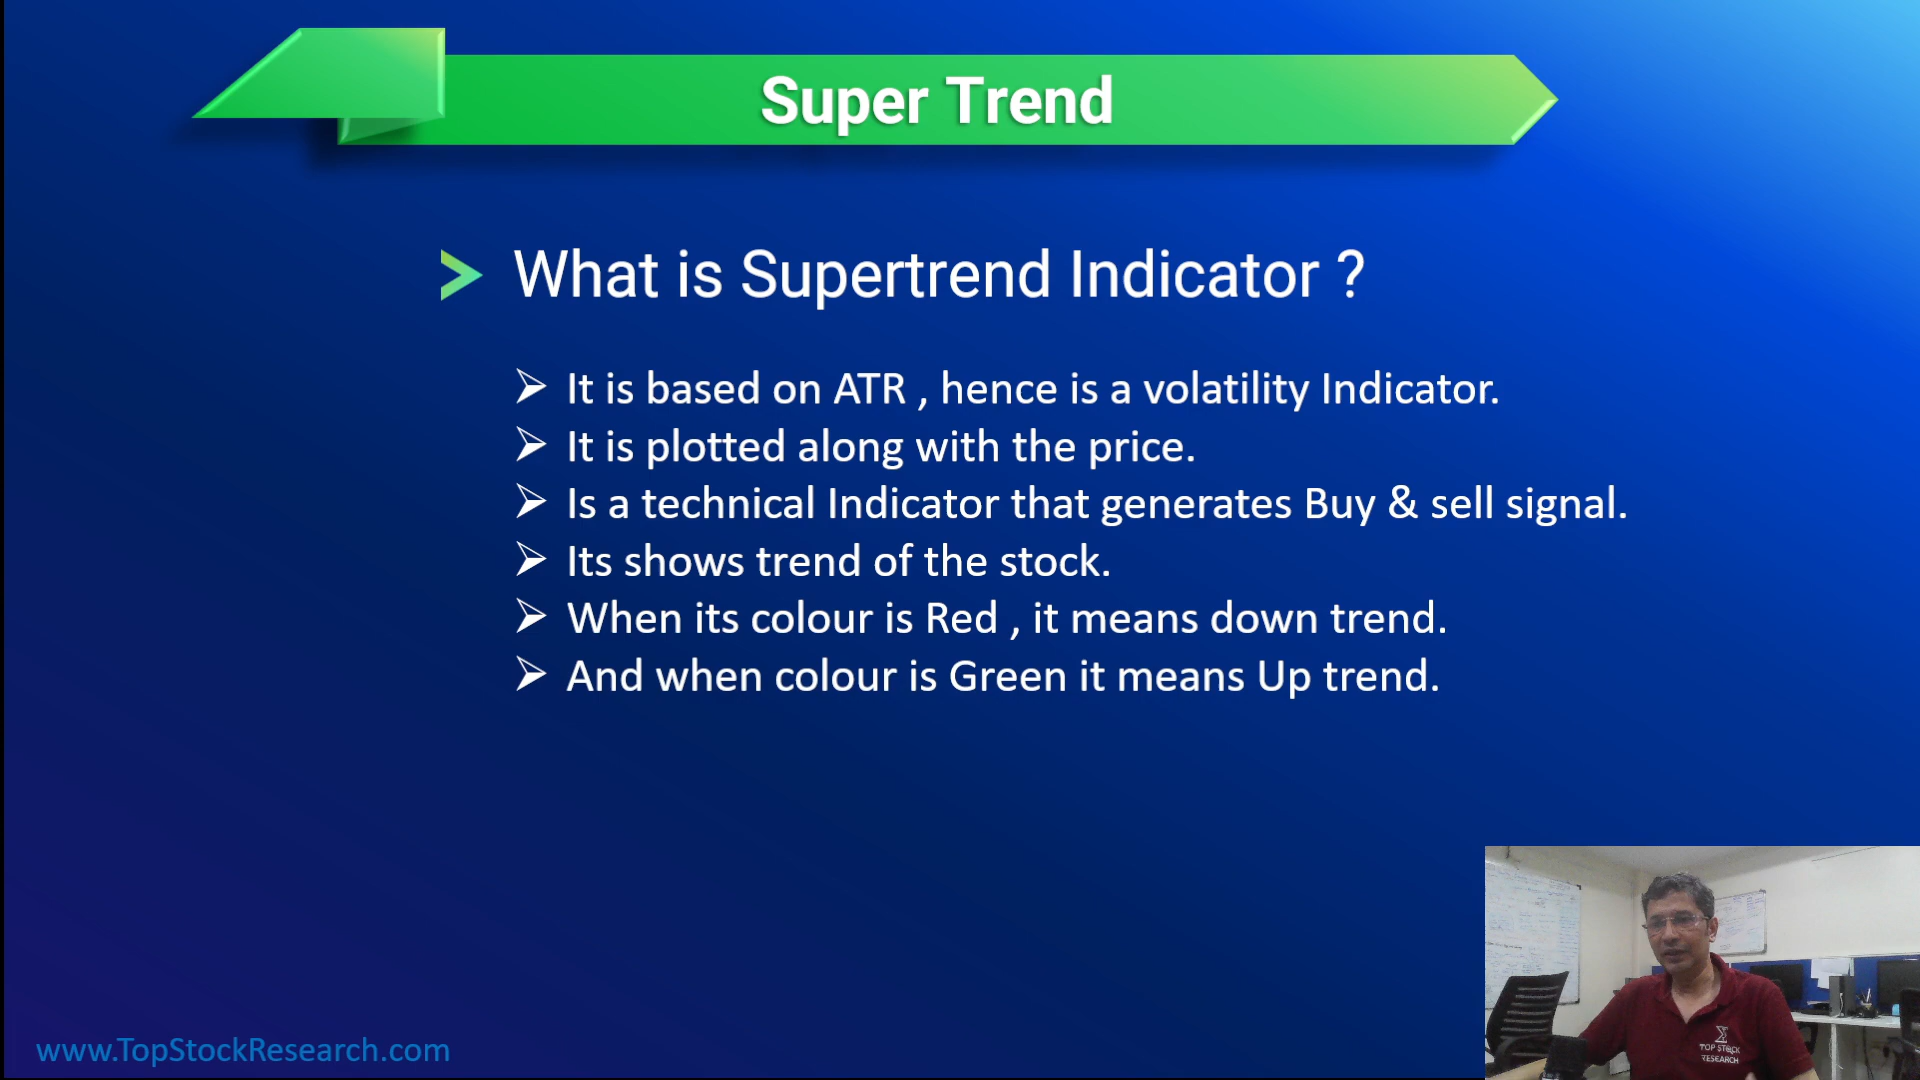 Super Trend
What is Supertrend Indicator ?
It is based on ATR , hence is a volatility Indicator.
It is plotted along with the price.
Is a technical Indicator that generates Buy & sell signal.
Its shows trend of the stock.
When its colour is Red , it means down trend.
And when colour is Green it means Up trend.
www.TopStockResearch.com
TOP STOCK
RESEARCH